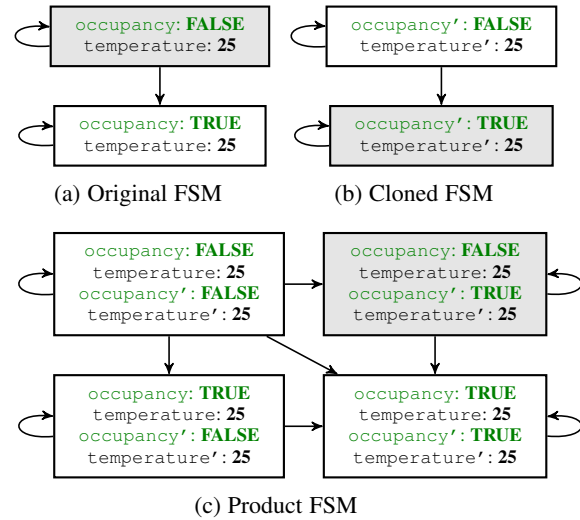 occupancy: FALSE
temperature: 25
occupancy: TRUE
temperature: 25
(a) Original FSM
occupancy': FALSE
temperature': 25
occupancy': TRUE
temperature': 25
(b) Cloned FSM
occupancy: FALSE
temperature: 25
occupancy': FALSE
temperature': 25
occupancy: FALSE
temperature: 25
occupancy': TRUE
temperature': 25
occupancy: TRUE
temperature: 25
occupancy': FALSE
temperature': 25
occupancy: TRUE
temperature: 25
occupancy': TRUE
temperature': 25
(c) Product FSM